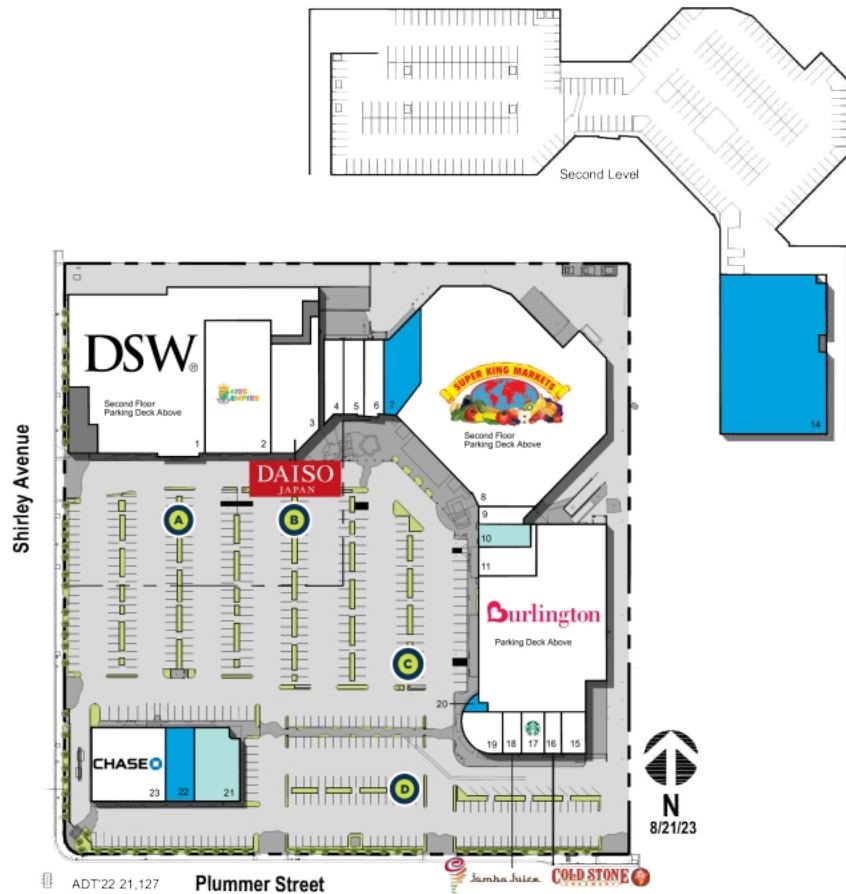 Second Level
14
DSW®
KIDS EMPIRE
Second Floor
Parking Deck Above
1
2
3
4
5
6
7
SUPER KING MARKETS
Second Floor
Parking Deck Above
DAISO
JAPAN
A
B
8
9
10
11
Burlington
Parking Deck Above
C
20
19
18
17
16
15
CHASE
23
22
21
D
Shirley Avenue
N
8/21/23
ADT'22 21,127
Plummer Street
Jamba Juice
COLD STONE
CREAMERY